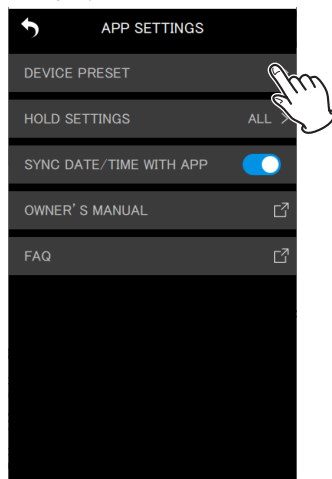 APP SETTINGS
DEVICE PRESET
HOLD SETTINGS ALL >
SYNC DATE/TIME WITH APP
OWNER'S MANUAL
FAQ